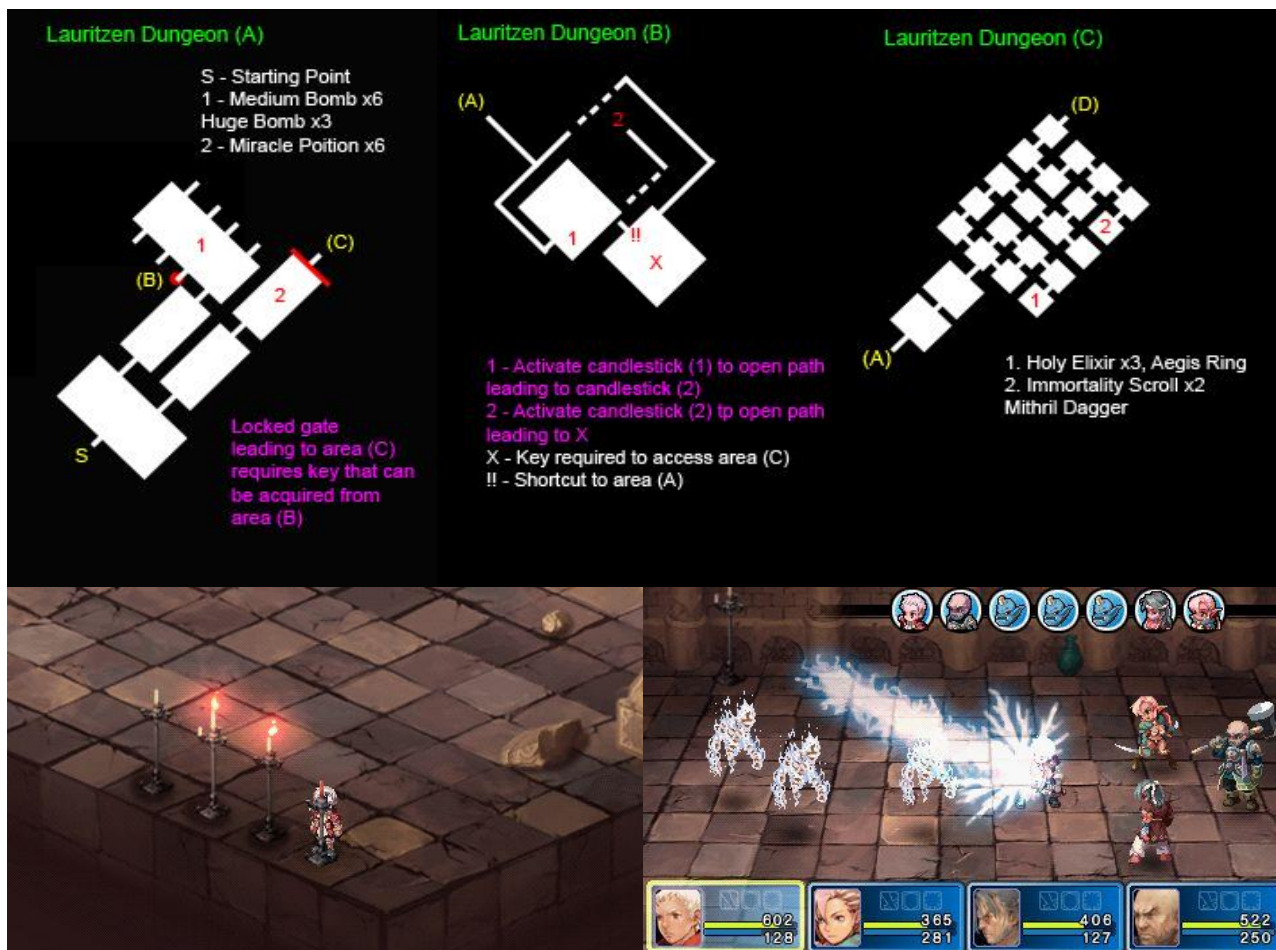 Lauritzen Dungeon (A)
S - Starting Point
1 - Medium Bomb x6
Huge Bomb x3
2 - Miracle Poition x6
1
(C)
(B)
2
S
Locked gate
leading to area (C)
requires key that can
be acquired from
area (B)
Lauritzen Dungeon (B)
(A)
2
1
!!
X
1 - Activate candlestick (1) to open path
leading to candlestick (2)
2 - Activate candlestick (2) tp open path
leading to X
X - Key required to access area (C)
!! - Shortcut to area (A)
Lauritzen Dungeon (C)
(D)
2
1
(A)
1. Holy Elixir x3, Aegis Ring
2. Immortality Scroll x2
Mithril Dagger
602
128
365
281
406
127
522
250